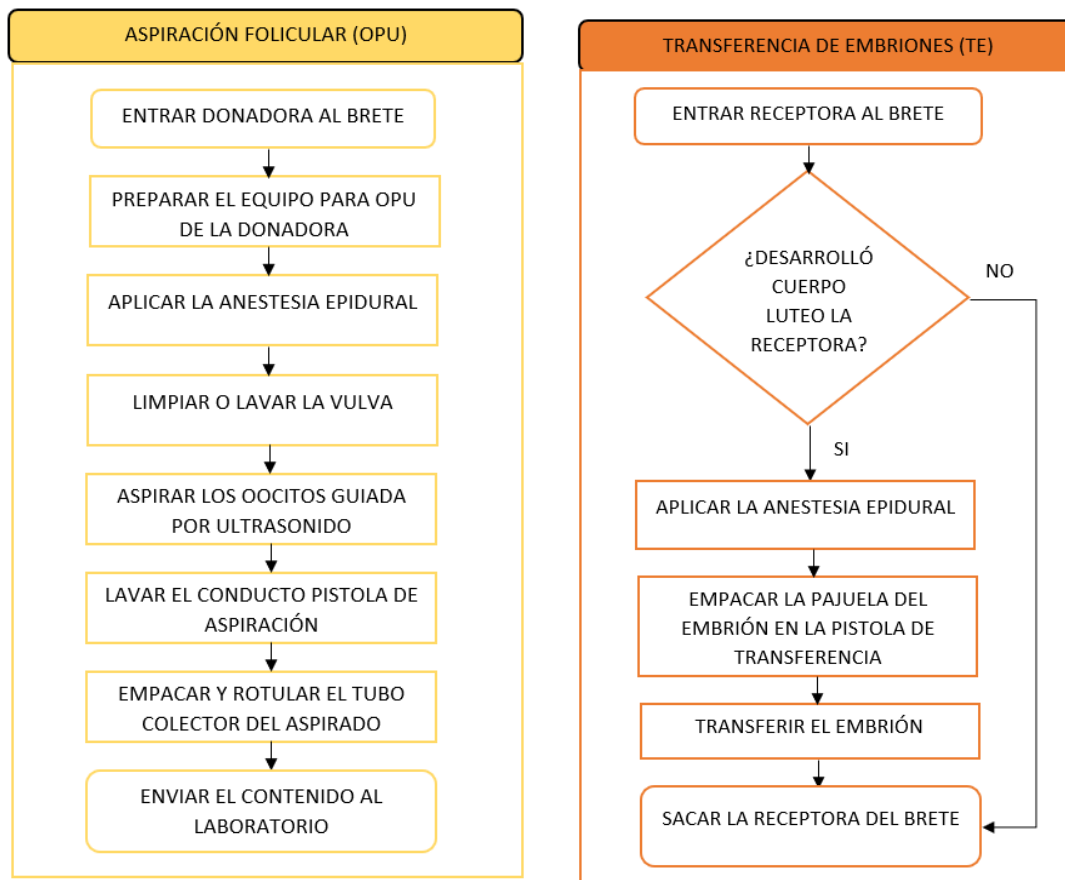 ASPIRACIÓN FOLICULAR (OPU)
ENTRAR DONADORA AL BRETE
PREPARAR EL EQUIPO PARA OPU
DE LA DONADORA
APLICAR LA ANESTESIA EPIDURAL
LIMPIAR O LAVAR LA VULVA
ASPIRAR LOS OOCITOS GUIADA
POR ULTRASONIDO
LAVAR EL CONDUCTO PISTOLA DE
ASPIRACIÓN
EMPACAR Y ROTULAR EL TUBO
COLECTOR DEL ASPIRADO
ENVIAR EL CONTENIDO AL
LABORATORIO
TRANSFERENCIA DE EMBRIONES (TE)
ENTRAR RECEPTORA AL BRETE
¿DESARROLLÓ
CUERPO
LUTEO LA
RECEPTORA?
NO
SI
APLICAR LA ANESTESIA EPIDURAL
EMPACAR LA PAJUELA DEL
EMBRIÓN EN LA PISTOLA DE
TRANSFERENCIA
TRANSFERIR EL EMBRIÓN
SACAR LA RECEPTORA DEL BRETE